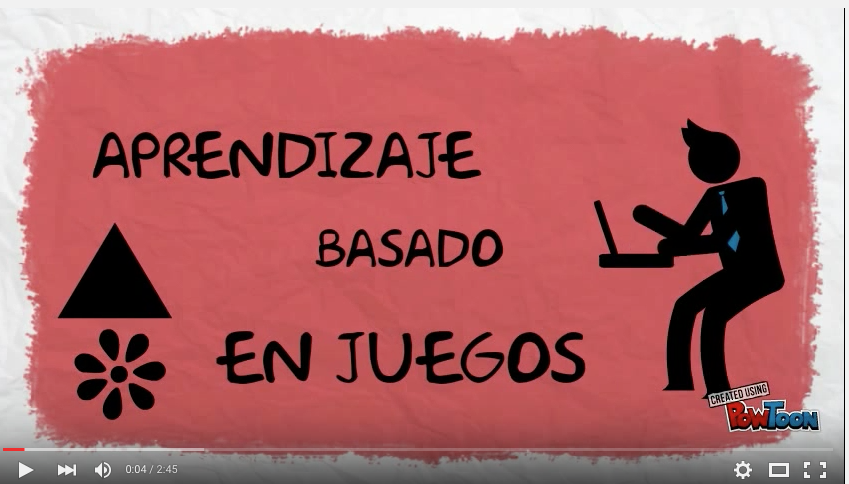 APRENDIZAJE
BASADO
EN JUEGOS
CREATED USING
POWTOON
0:04 / 2:45